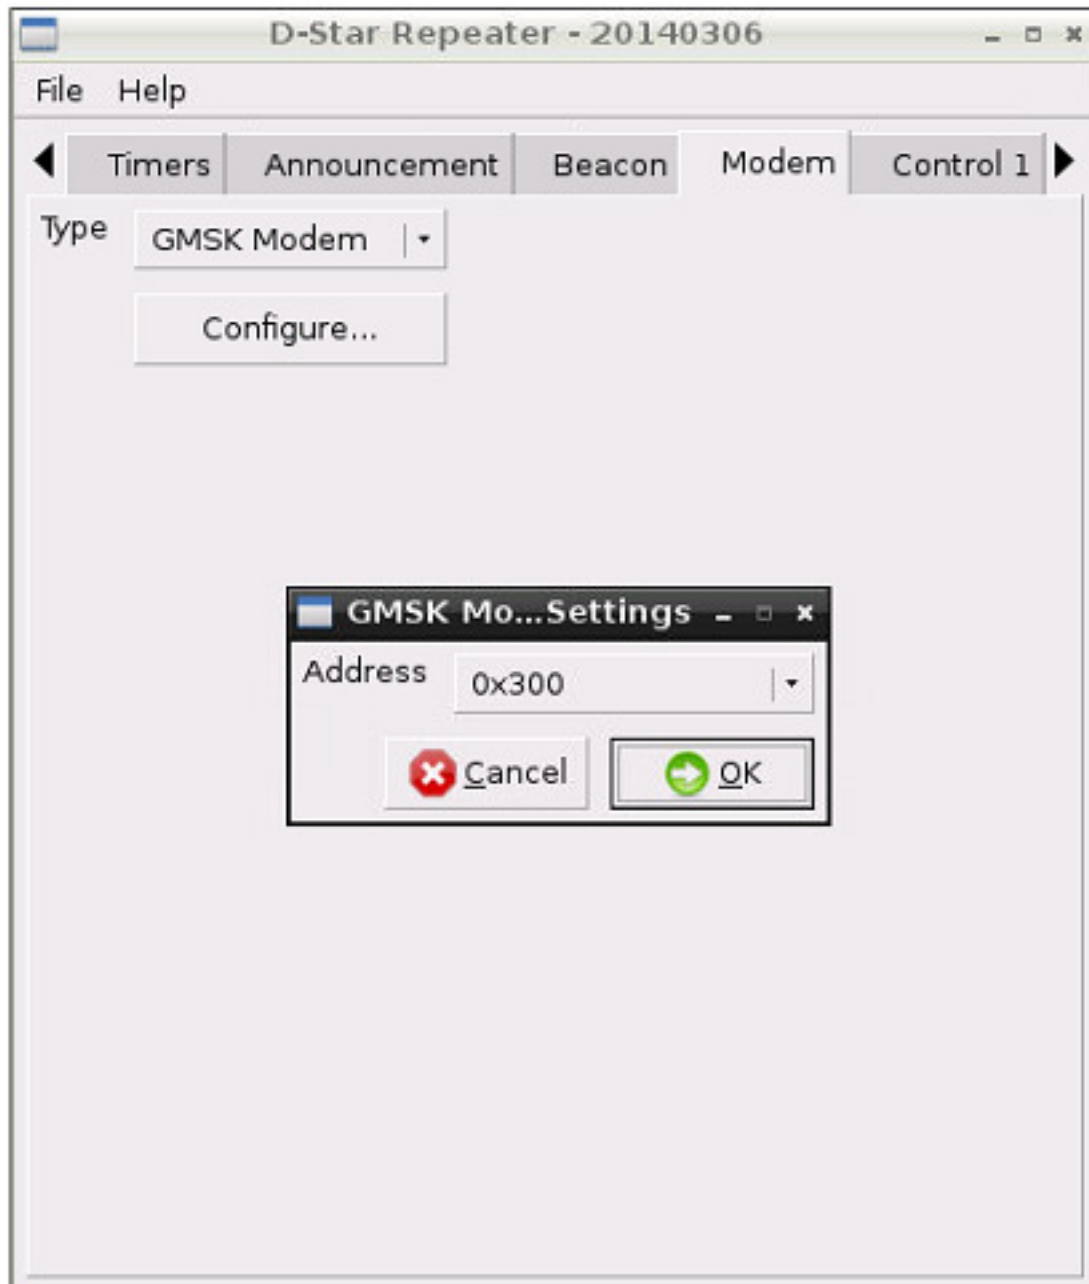 D-Star Repeater - 20140306
File Help
Timers Announcement Beacon Modem Control 1
Type GMSK Modem
Configure...
GMSK Mo...Settings
Address 0x300
Cancel OK